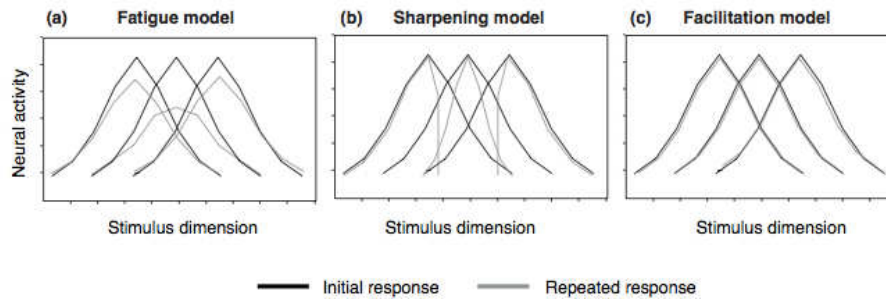 (a) Fatigue model
(b) Sharpening model
(c) Facilitation model
Neural activity
Stimulus dimension
Stimulus dimension
Stimulus dimension
Initial response
Repeated response